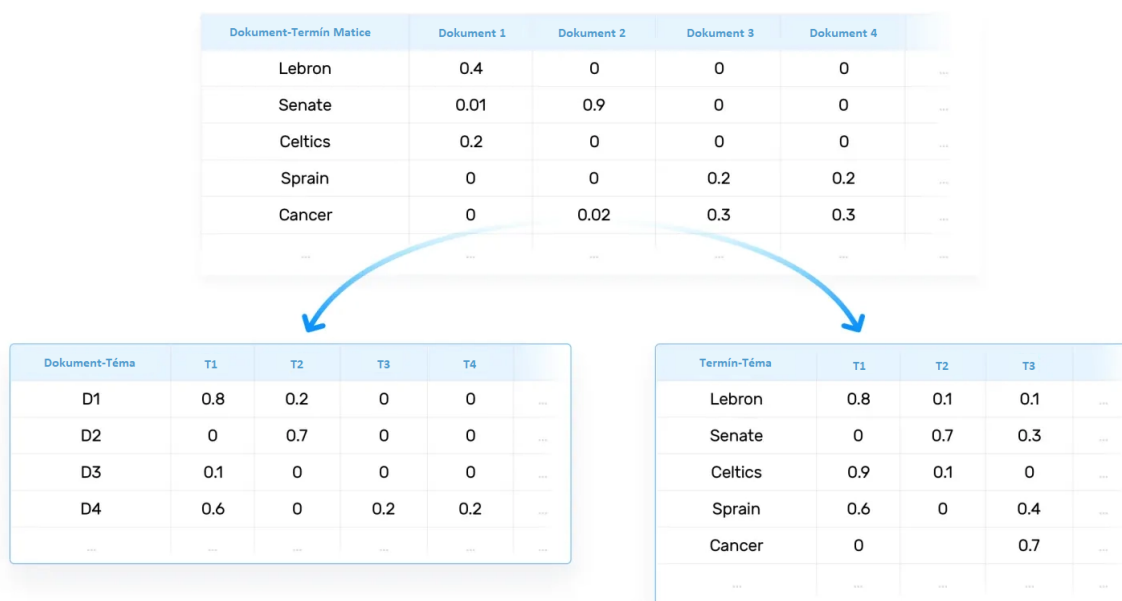 Dokument-Termín Matice Dokument 1 Dokument 2 Dokument 3 Dokument 4
Lebron 0.4 0 0 0 ...
Senate 0.01 0.9 0 0 ...
Celtics 0.2 0 0 0 ...
Sprain 0 0 0.2 0.2 ...
Cancer 0 0.02 0.3 0.3 ...
... ... ... ... ... ...
Dokument-Téma T1 T2 T3 T4
D1 0.8 0.2 0 0 ...
D2 0 0.7 0 0 ...
D3 0.1 0 0 0 ...
D4 0.6 0 0.2 0.2 ...
... ... ... ... ... ...
Termín-Téma T1 T2 T3
Lebron 0.8 0.1 0.1 ...
Senate 0 0.7 0.3 ...
Celtics 0.9 0.1 0 ...
Sprain 0.6 0 0.4 ...
Cancer 0 0.7 ...
... ... ... ... ...